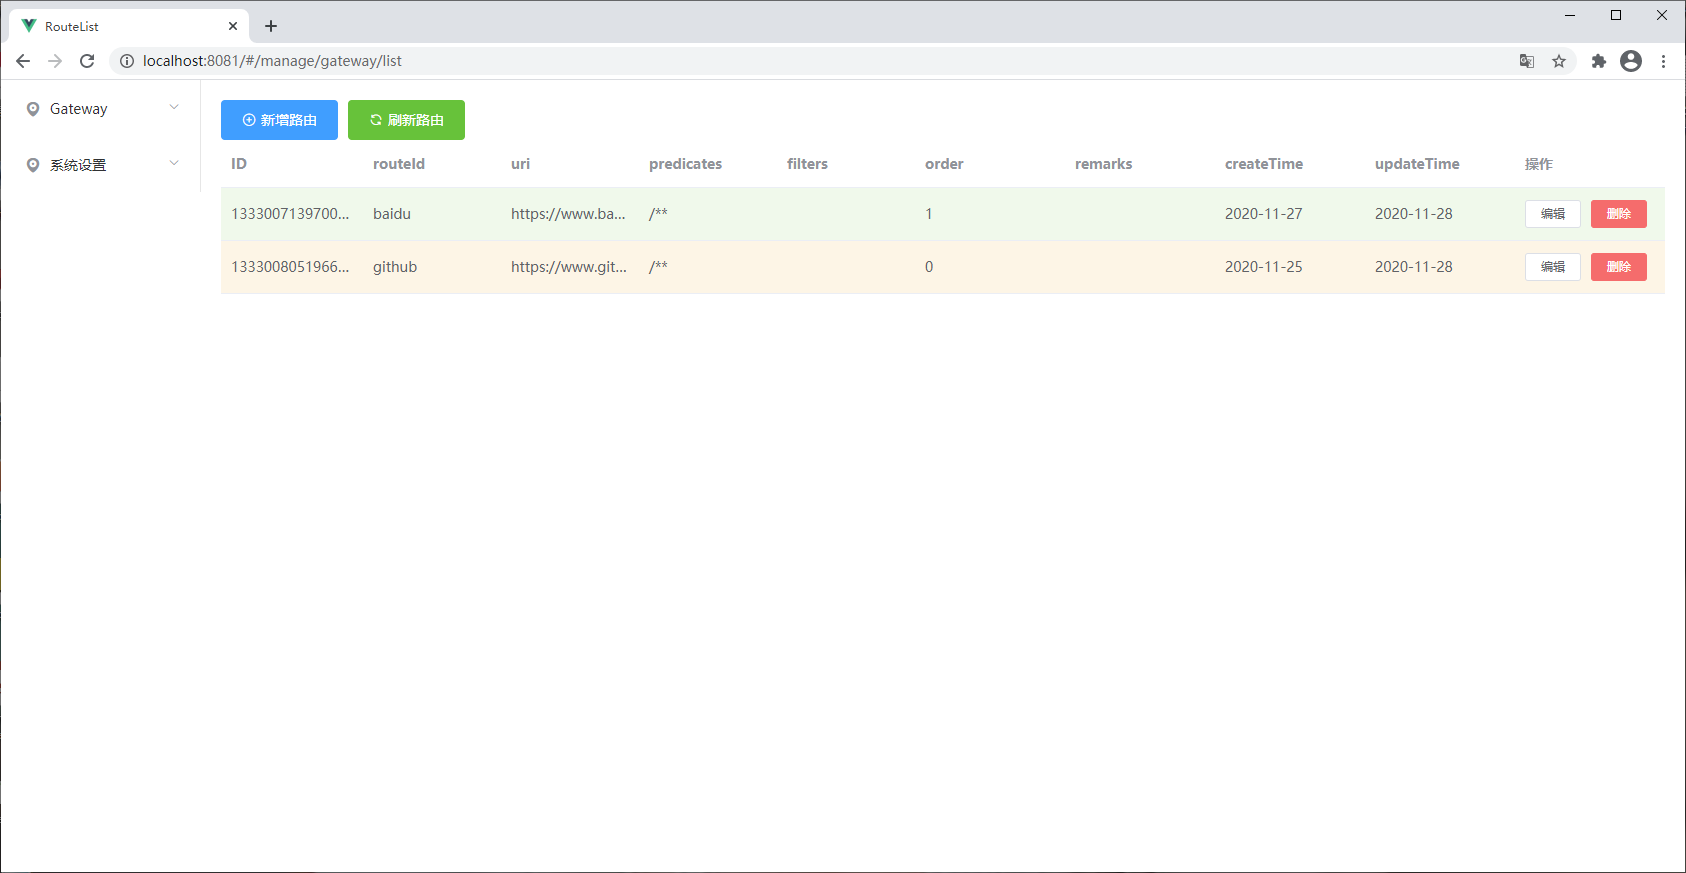 RouteList
localhost:8081/#/manage/gateway/list
Gateway
系统设置
新增路由 刷新路由
ID routeId uri predicates filters order remarks createTime updateTime 操作
1333007139700... baidu https://www.ba... /** 1 2020-11-27 2020-11-28 编辑 删除
1333008051966... github https://www.git... /** 0 2020-11-25 2020-11-28 编辑 删除